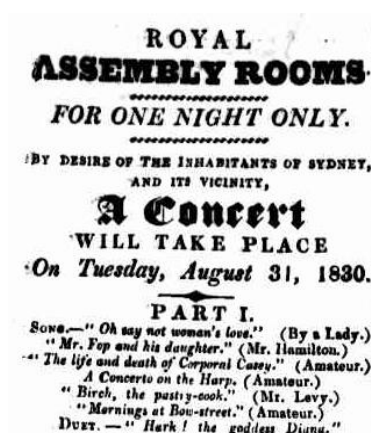 ROYAL
ASSEMBLY ROOMS
FOR ONE NIGHT ONLY.
BY DESIRE OF THE INHABITANTS OF SYDNEY,
AND ITS VICINITY,
A Concert
WILL TAKE PLACE
On Tuesday, August 31, 1830.
PART I.
SONG.—" Oh say not woman's love." (By a Lady.)
" Mr. Fop and his daughter." (Mr. Hamilton.)
" The life and death of Corporal Casey." (Amateur.)
A Concerto on the Harp. (Amateur.)
" Birch, the pastry-cook." (Mr. Levy.)
" Mornings at Bow-street." (Amateur.)
DUET.—" Hark! the goddess Diana."